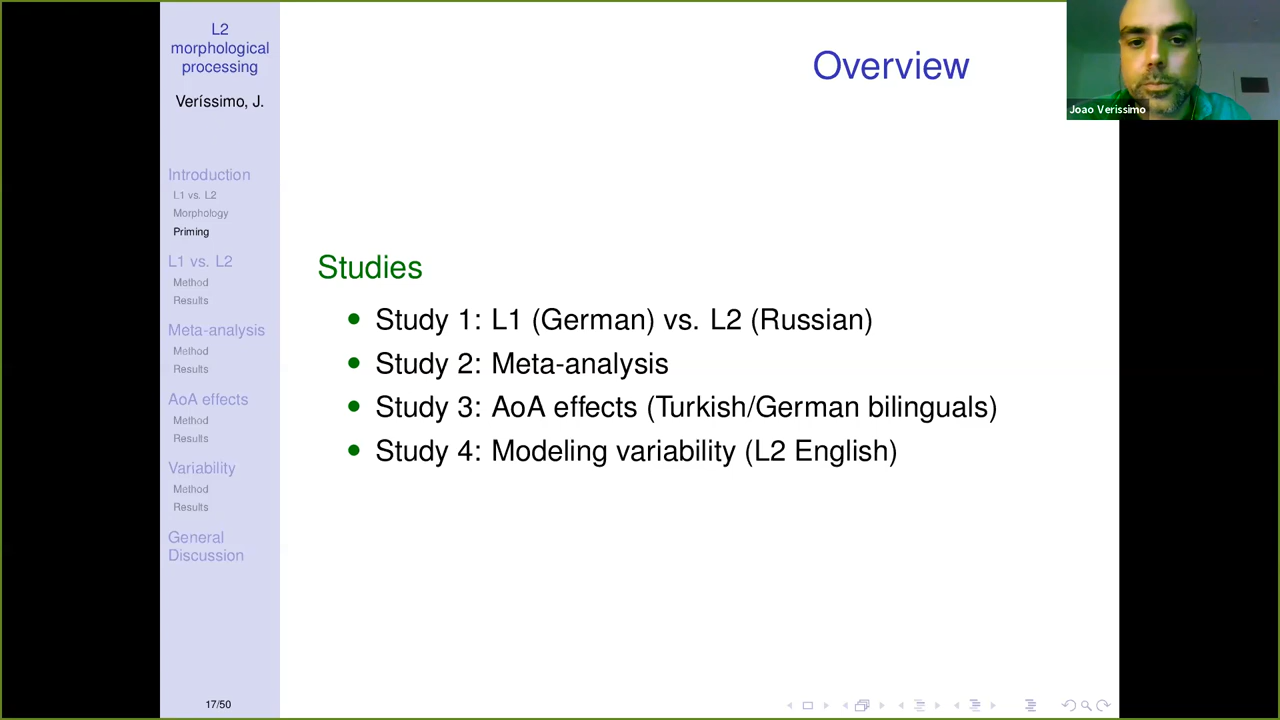 L2
morphological
processing
Veríssimo, J.
Introduction
L1 vs. L2
Morphology
Priming
L1 vs. L2
Method
Results
Meta-analysis
Method
Results
AoA effects
Method
Results
Variability
Method
Results
General
Discussion
17/50
Overview
Studies
• Study 1: L1 (German) vs. L2 (Russian)
• Study 2: Meta-analysis
• Study 3: AoA effects (Turkish/German bilinguals)
• Study 4: Modeling variability (L2 English)
Joao Verissimo